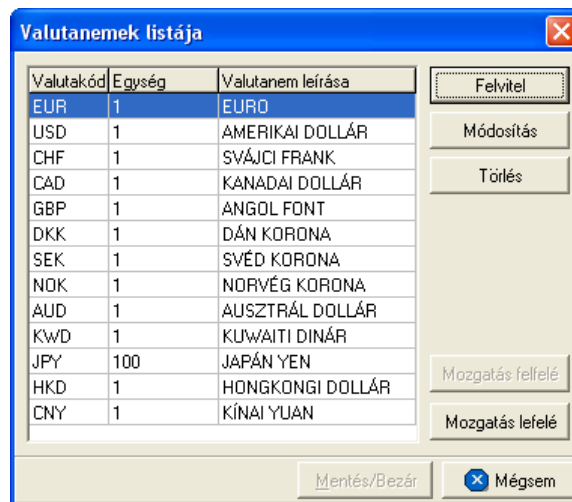 Valutanemek listája
Valutakód Egység Valutanem leírása
EUR 1 EURO
USD 1 AMERIKAI DOLLÁR
CHF 1 SVÁJCI FRANK
CAD 1 KANADAI DOLLÁR
GBP 1 ANGOL FONT
DKK 1 DÁN KORONA
SEK 1 SVÉD KORONA
NOK 1 NORVÉG KORONA
AUD 1 AUSZTRÁL DOLLÁR
KWD 1 KUWAITI DINÁR
JPY 100 JAPÁN YEN
HKD 1 HONGKONGI DOLLÁR
CNY 1 KÍNAI YUAN
Felvitel
Módosítás
Törlés
Mozgatás felfelé
Mozgatás lefelé
Mentés/Bezár
Mégsem